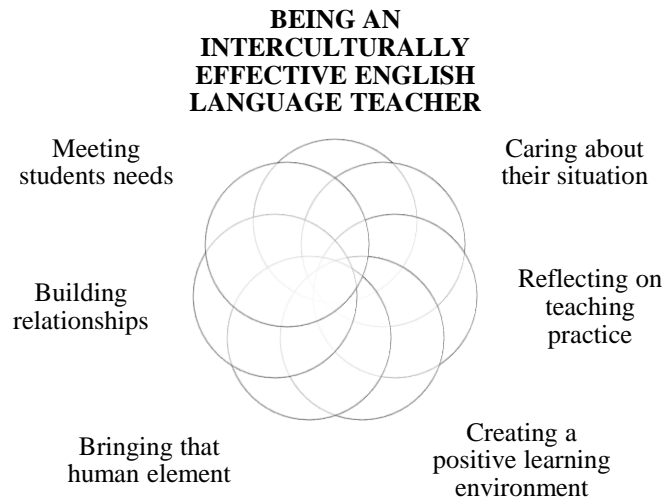 BEING AN
INTERCULTURALLY
EFFECTIVE ENGLISH
LANGUAGE TEACHER
Meeting
students needs
Caring about
their situation
Building
relationships
Reflecting on
teaching
practice
Bringing that
human element
Creating a
positive learning
environment